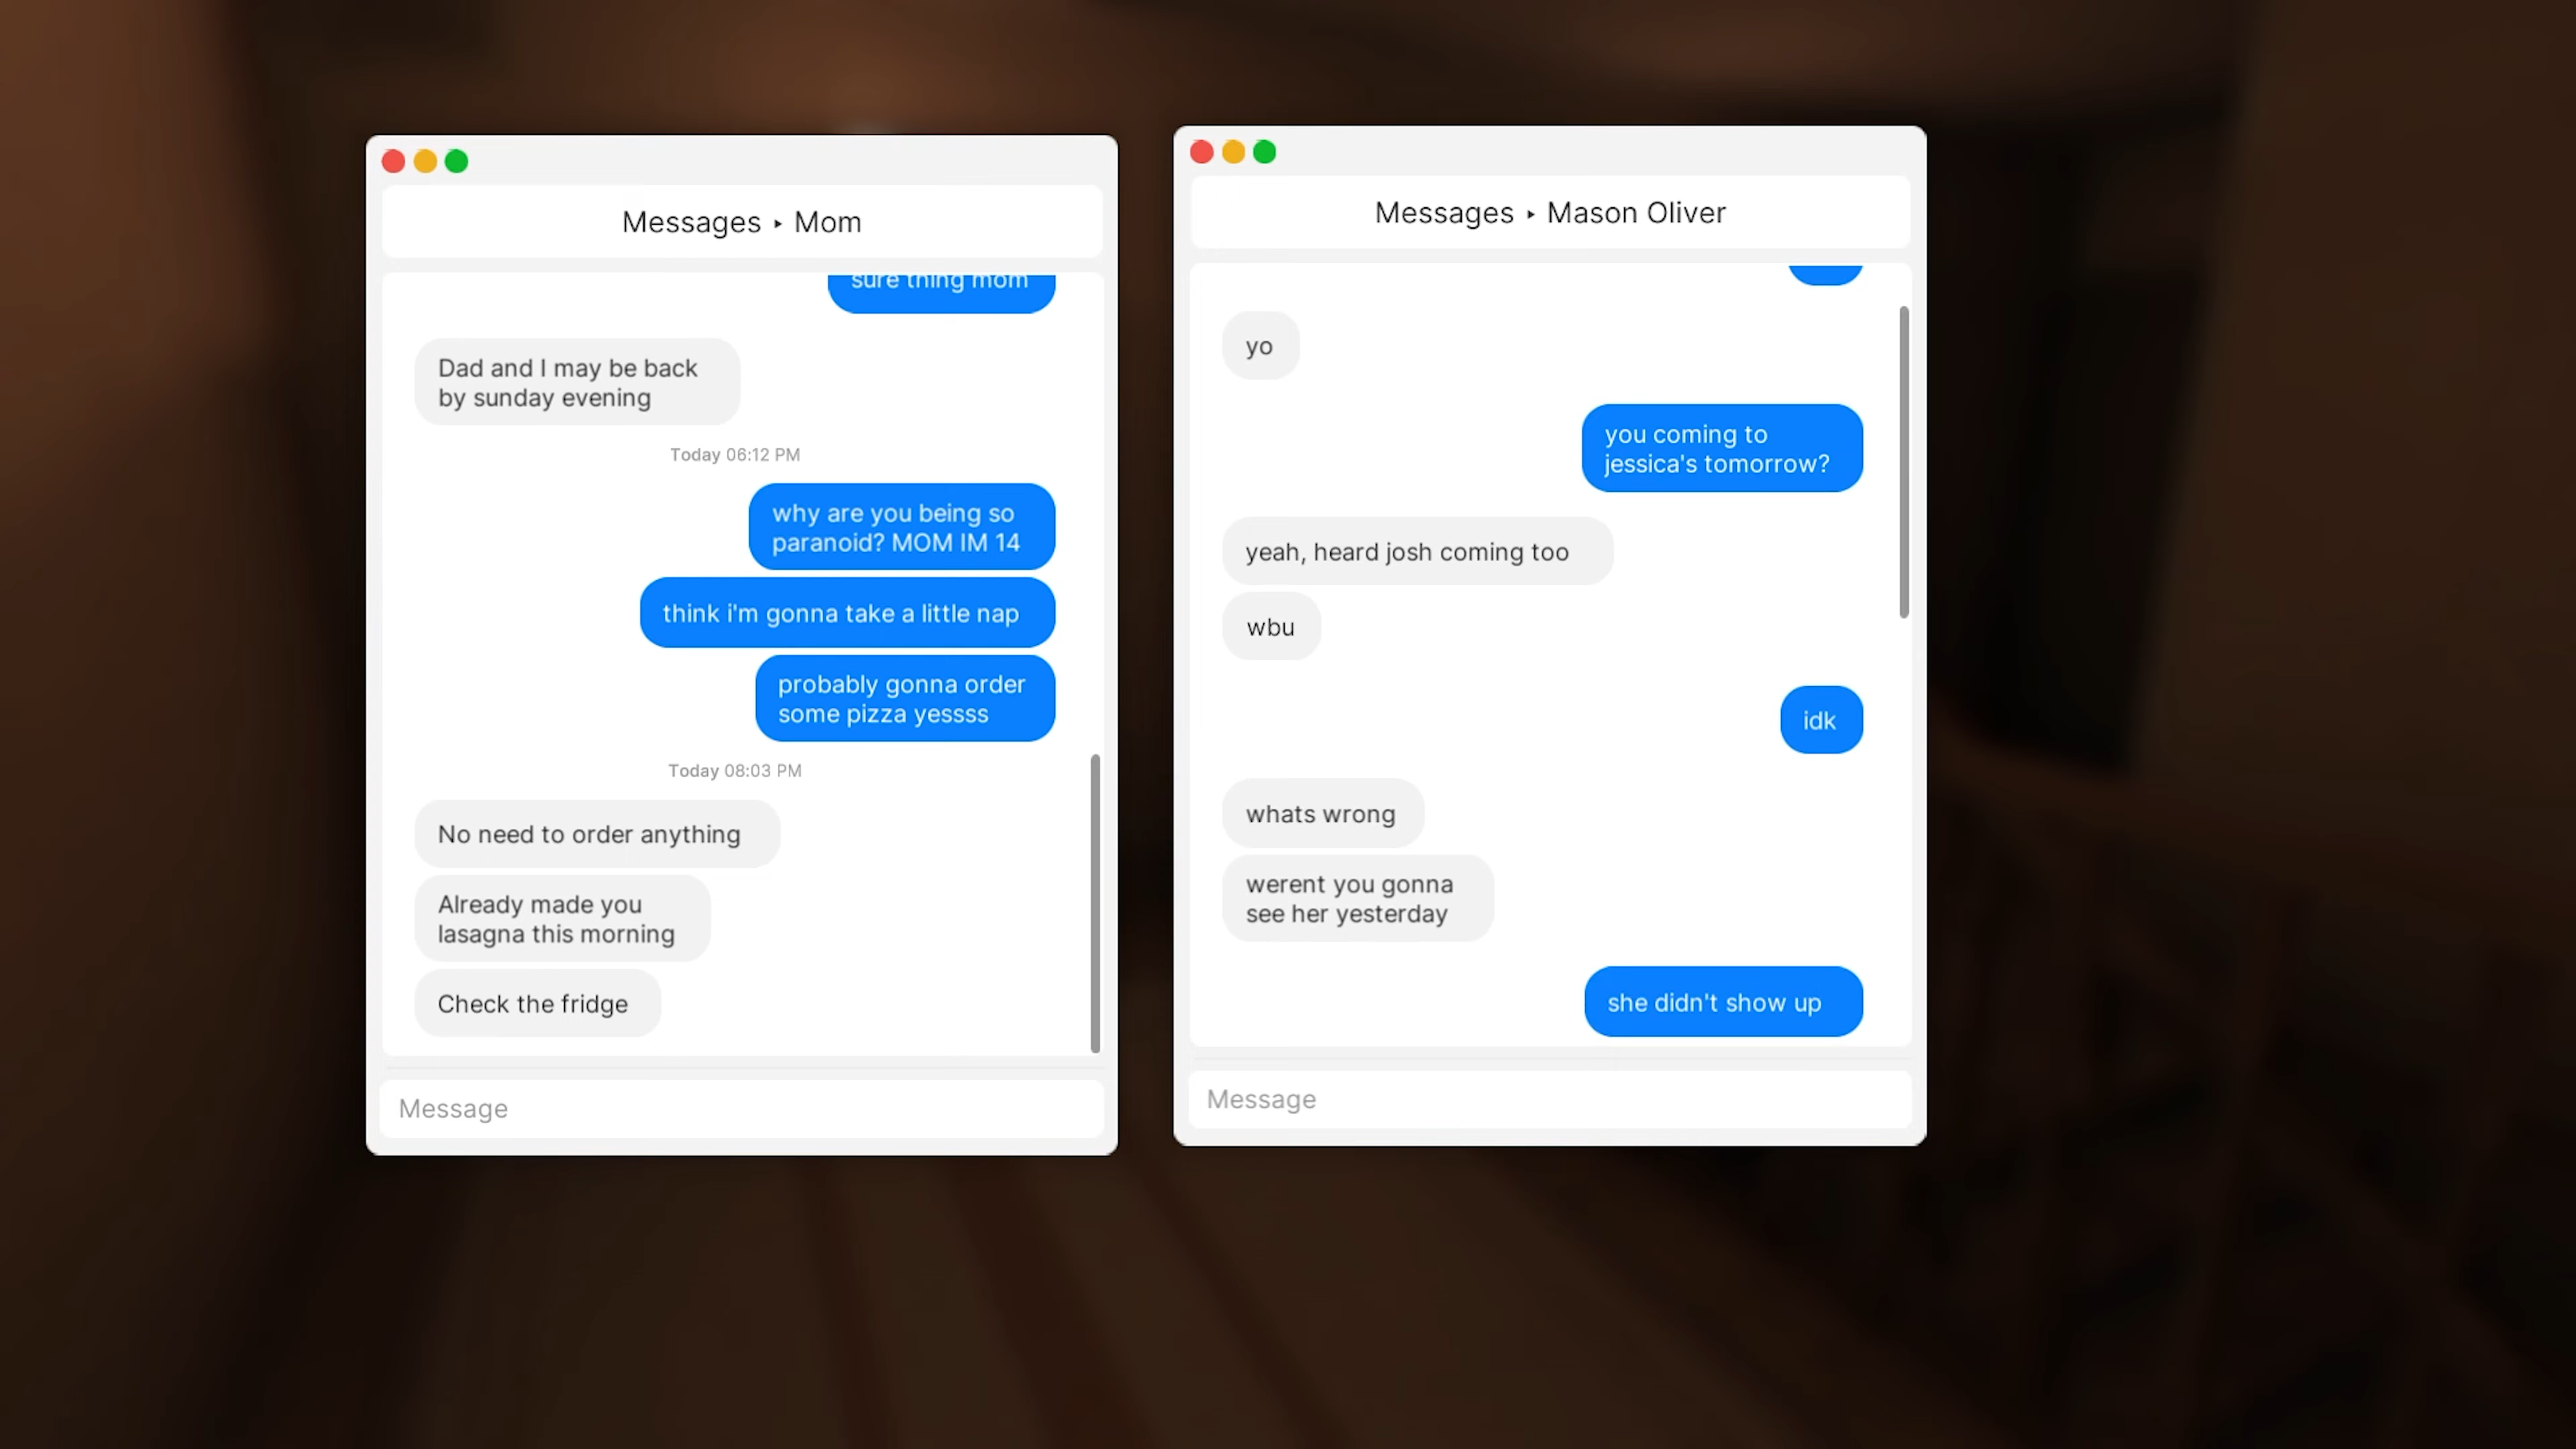 Messages ‣ Mom
sure thing mom
Dad and I may be back
by sunday evening
Today 06:12 PM
why are you being so
paranoid? MOM IM 14
think i'm gonna take a little nap
probably gonna order
some pizza yessss
Today 08:03 PM
No need to order anything
Already made you
lasagna this morning
Check the fridge
Message
Messages ‣ Mason Oliver
yo
you coming to
jessica's tomorrow?
yeah, heard josh coming too
wbu
idk
whats wrong
werent you gonna
see her yesterday
she didn't show up
Message